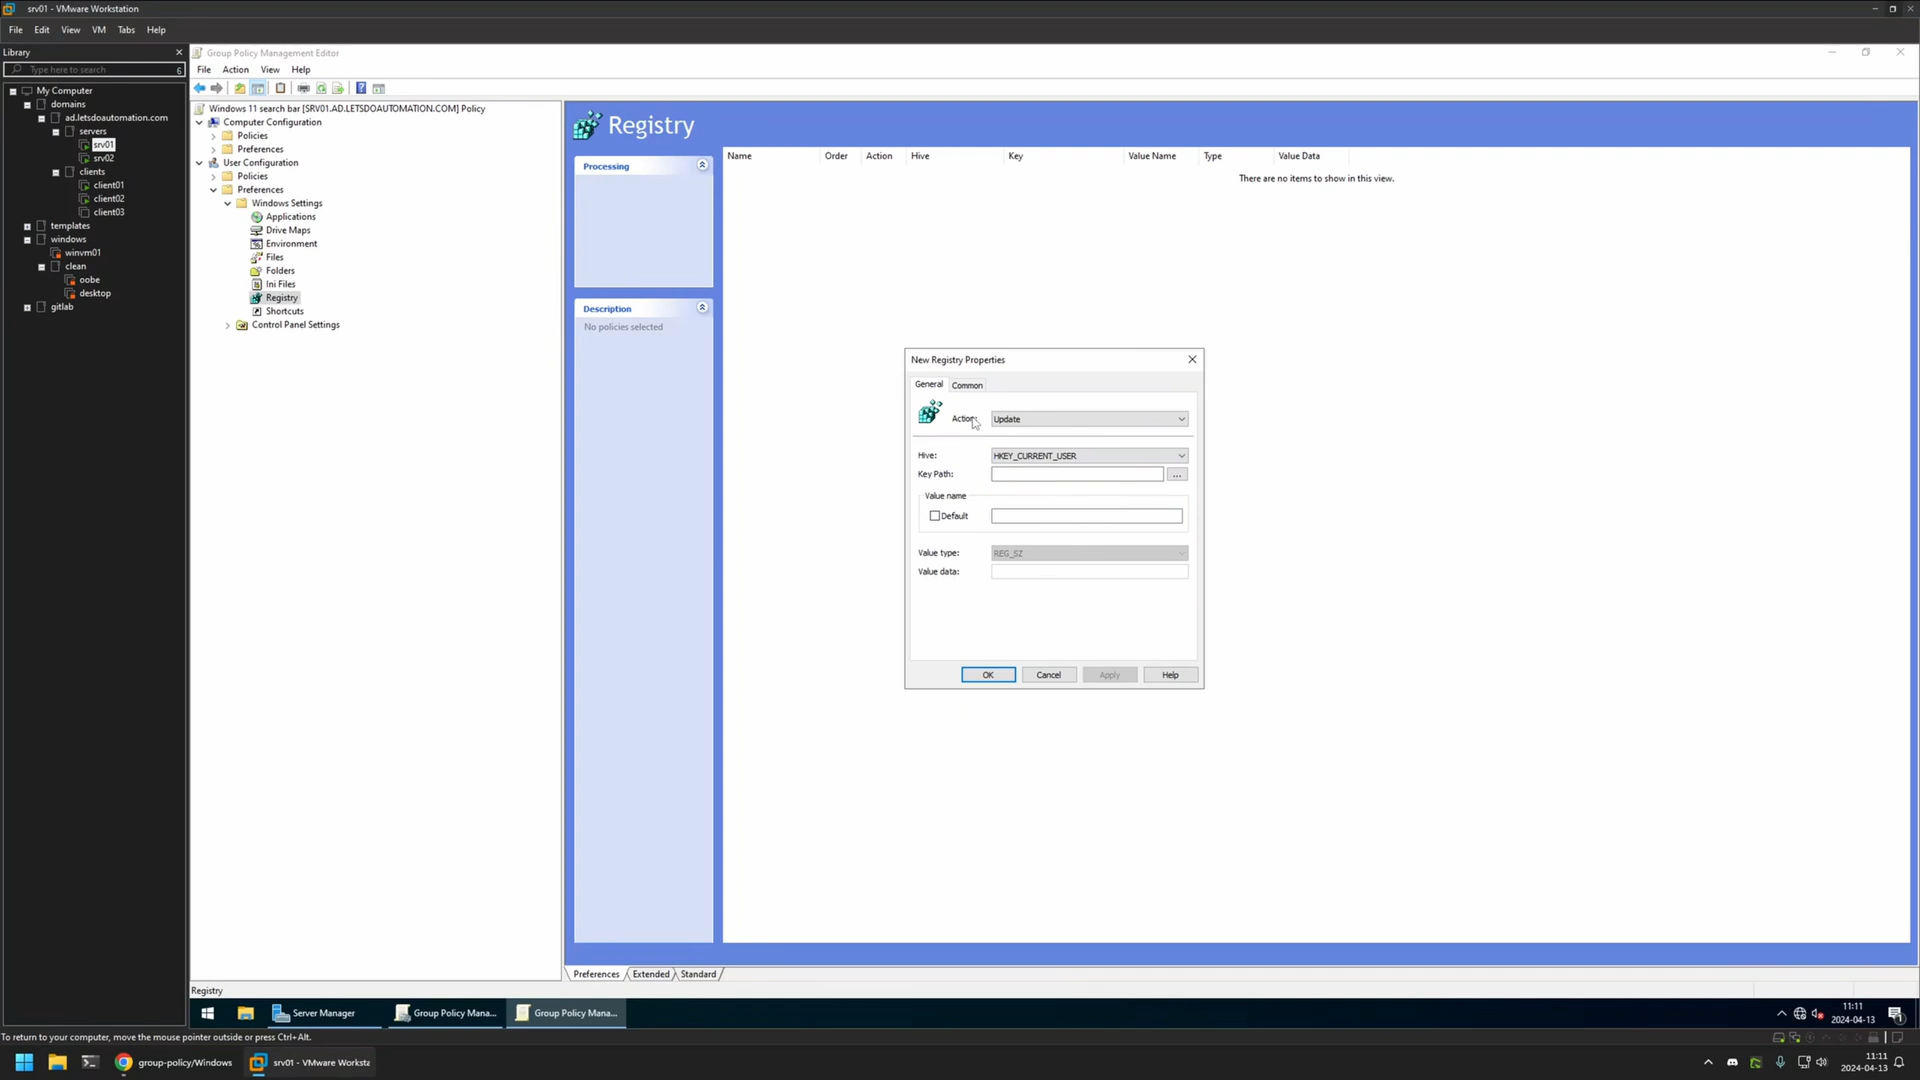 srv01 - VMware Workstation
File Edit View VM Tabs Help
Library
Type here to search
My Computer
domains
ad.letsdoautomation.com
servers
srv01
srv02
clients
client01
client02
client03
templates
windows
winvm01
clean
oobe
desktop
gitlab
Group Policy Management Editor
File Action View Help
Windows 11 search bar [SRV01.AD.LETSDOAUTOMATION.COM] Policy
Computer Configuration
Policies
Preferences
User Configuration
Policies
Preferences
Windows Settings
Applications
Drive Maps
Environment
Files
Folders
Ini Files
Registry
Shortcuts
Control Panel Settings
Registry
Processing
Description
No policies selected
Name Order Action Hive Key Value Name Type Value Data
There are no items to show in this view.
New Registry Properties
General Common
Action: Update
Hive: HKEY_CURRENT_USER
Key Path: ...
Value name
Default
Value type: REG_SZ
Value data:
OK Cancel Apply Help
Preferences Extended Standard
Registry
Server Manager Group Policy Mana... Group Policy Mana...
11:11
2024-04-13
To return to your computer, move the mouse pointer outside or press Ctrl+Alt.
group-policy/Windows srv01 - VMware Worksta
11:11
2024-04-13